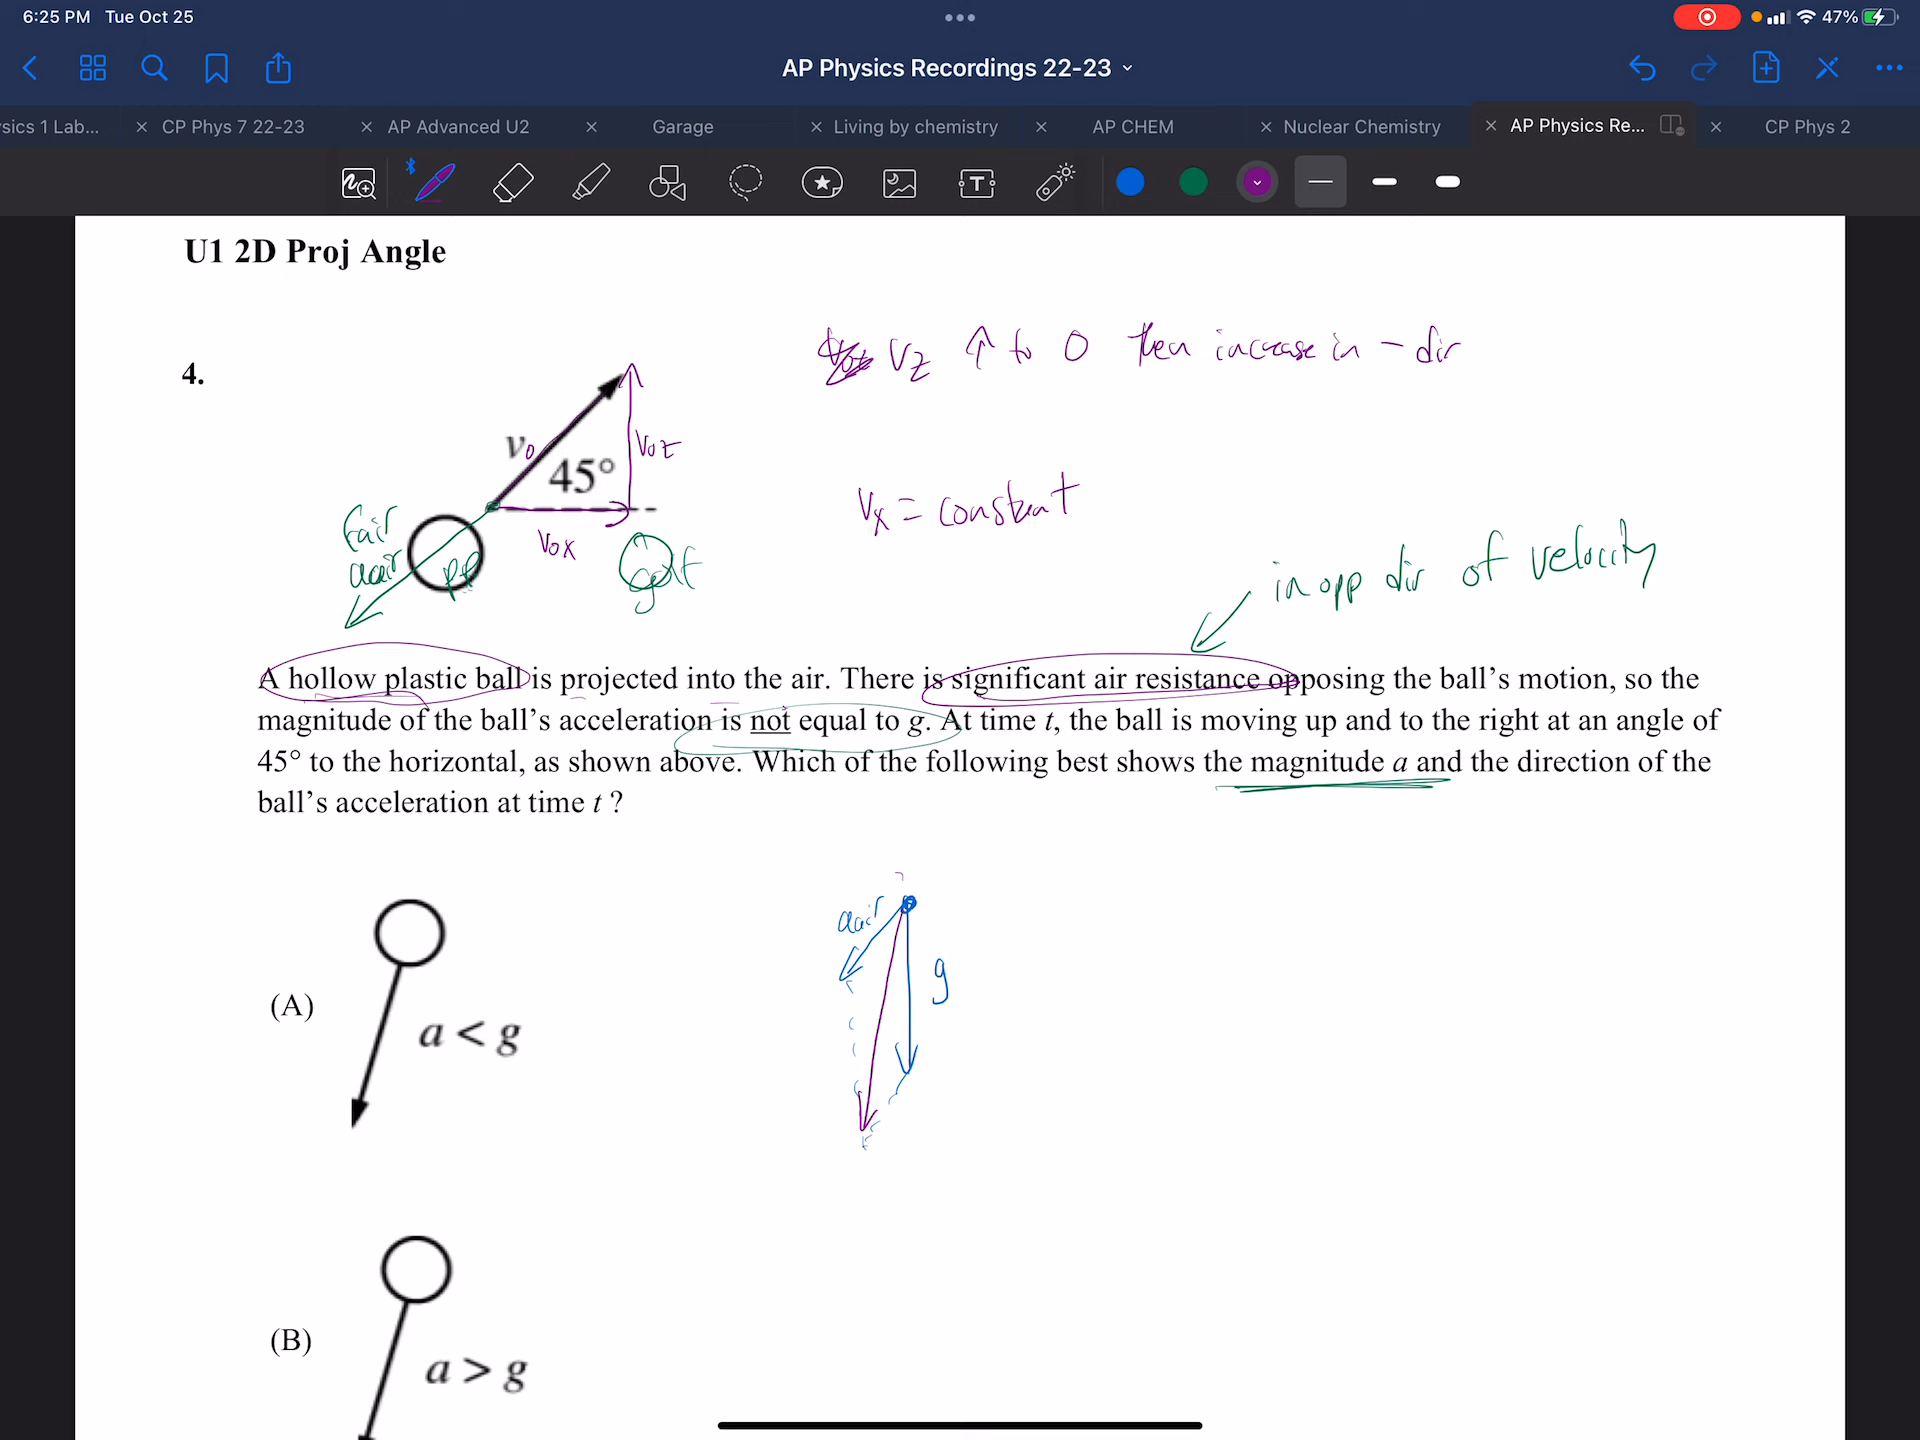 6:25 PM Tue Oct 25
47%
AP Physics Recordings 22-23
sics 1 Lab... CP Phys 7 22-23 AP Advanced U2 Garage Living by chemistry AP CHEM Nuclear Chemistry AP Physics Re... CP Phys 2
U1 2D Proj Angle
vz ↑ to 0 then increase in - dir
4.
v0
v0z
45°
vx = constant
Fair
v0x
aair
in opp dir of velocity
A hollow plastic ball is projected into the air. There is significant air resistance opposing the ball's motion, so the
magnitude of the ball's acceleration is not equal to g. At time t, the ball is moving up and to the right at an angle of
45° to the horizontal, as shown above. Which of the following best shows the magnitude a and the direction of the
ball's acceleration at time t ?
aair
g
(A)
a < g
(B)
a > g